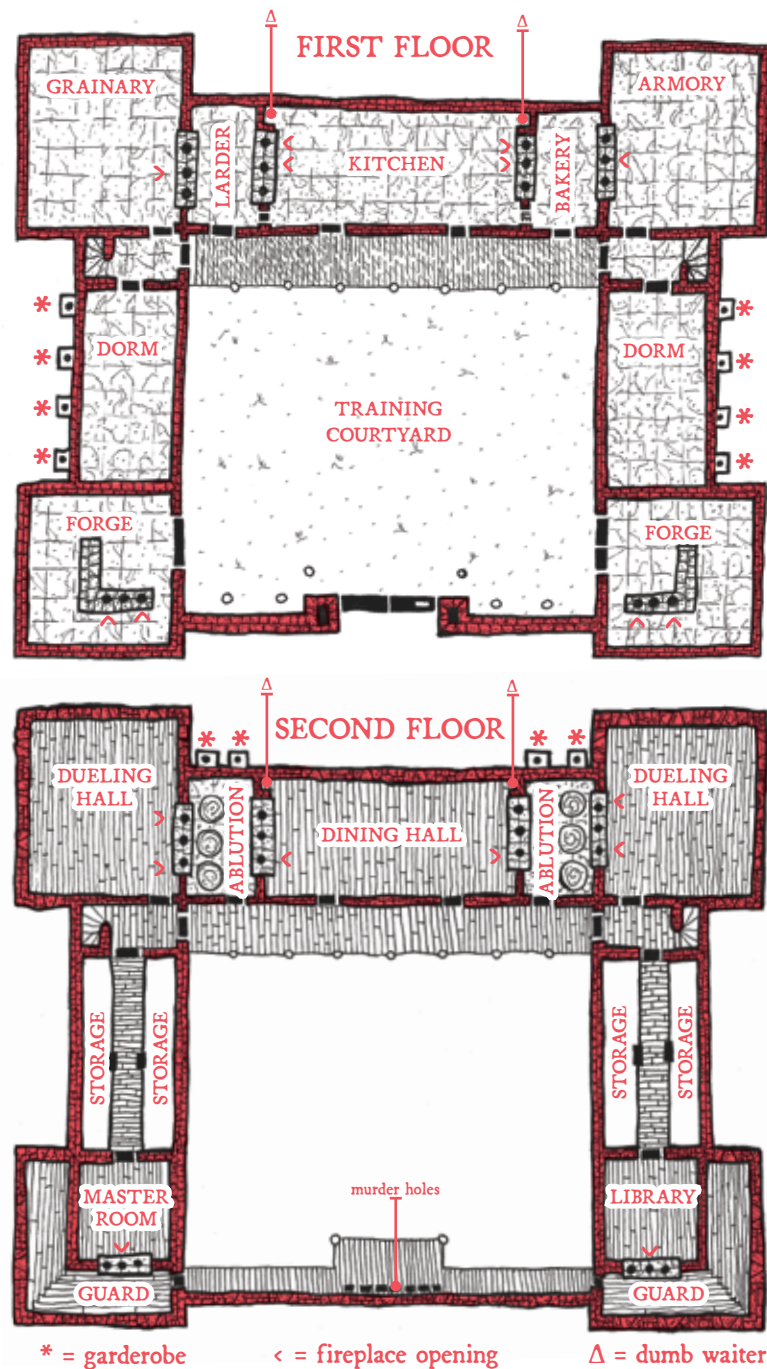 Δ Δ
FIRST FLOOR
GRAINARY
ARMORY
LARDER
KITCHEN
BAKERY
*
*
*
*
DORM
DORM
*
*
*
*
TRAINING
COURTYARD
FORGE
FORGE
Δ Δ
SECOND FLOOR
* *
* *
DUELING
HALL
ABLUTION
DINING HALL
ABLUTION
DUELING
HALL
STORAGE
STORAGE
STORAGE
STORAGE
MASTER
ROOM
murder holes
LIBRARY
GUARD
GUARD
* = garderobe < = fireplace opening Δ = dumb waiter